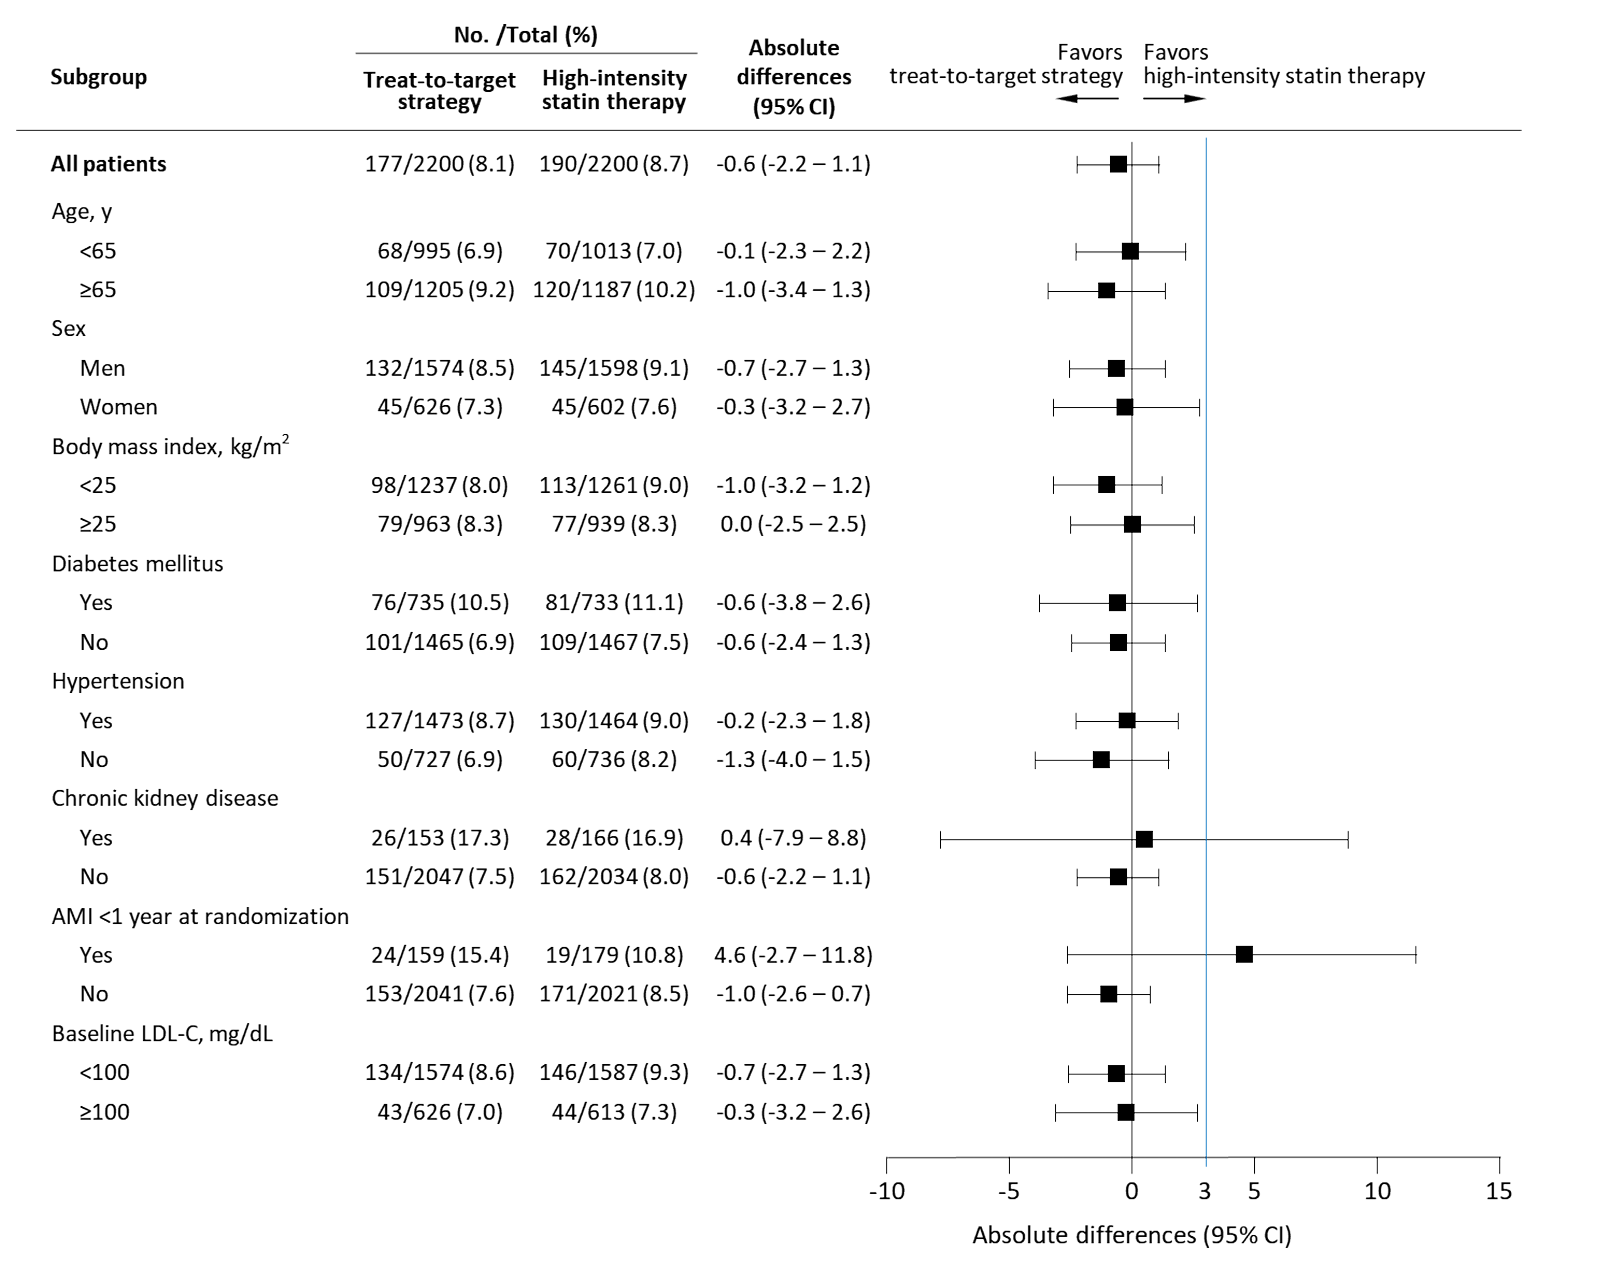 No. /Total (%)
Subgroup
Treat-to-target strategy
High-intensity statin therapy
Absolute differences (95% CI)
Favors treat-to-target strategy
Favors high-intensity statin therapy
All patients 177/2200 (8.1) 190/2200 (8.7) -0.6 (-2.2 – 1.1)
Age, y
<65 68/995 (6.9) 70/1013 (7.0) -0.1 (-2.3 – 2.2)
≥65 109/1205 (9.2) 120/1187 (10.2) -1.0 (-3.4 – 1.3)
Sex
Men 132/1574 (8.5) 145/1598 (9.1) -0.7 (-2.7 – 1.3)
Women 45/626 (7.3) 45/602 (7.6) -0.3 (-3.2 – 2.7)
Body mass index, kg/m²
<25 98/1237 (8.0) 113/1261 (9.0) -1.0 (-3.2 – 1.2)
≥25 79/963 (8.3) 77/939 (8.3) 0.0 (-2.5 – 2.5)
Diabetes mellitus
Yes 76/735 (10.5) 81/733 (11.1) -0.6 (-3.8 – 2.6)
No 101/1465 (6.9) 109/1467 (7.5) -0.6 (-2.4 – 1.3)
Hypertension
Yes 127/1473 (8.7) 130/1464 (9.0) -0.2 (-2.3 – 1.8)
No 50/727 (6.9) 60/736 (8.2) -1.3 (-4.0 – 1.5)
Chronic kidney disease
Yes 26/153 (17.3) 28/166 (16.9) 0.4 (-7.9 – 8.8)
No 151/2047 (7.5) 162/2034 (8.0) -0.6 (-2.2 – 1.1)
AMI <1 year at randomization
Yes 24/159 (15.4) 19/179 (10.8) 4.6 (-2.7 – 11.8)
No 153/2041 (7.6) 171/2021 (8.5) -1.0 (-2.6 – 0.7)
Baseline LDL-C, mg/dL
<100 134/1574 (8.6) 146/1587 (9.3) -0.7 (-2.7 – 1.3)
≥100 43/626 (7.0) 44/613 (7.3) -0.3 (-3.2 – 2.6)
-10 -5 0 3 5 10 15
Absolute differences (95% CI)